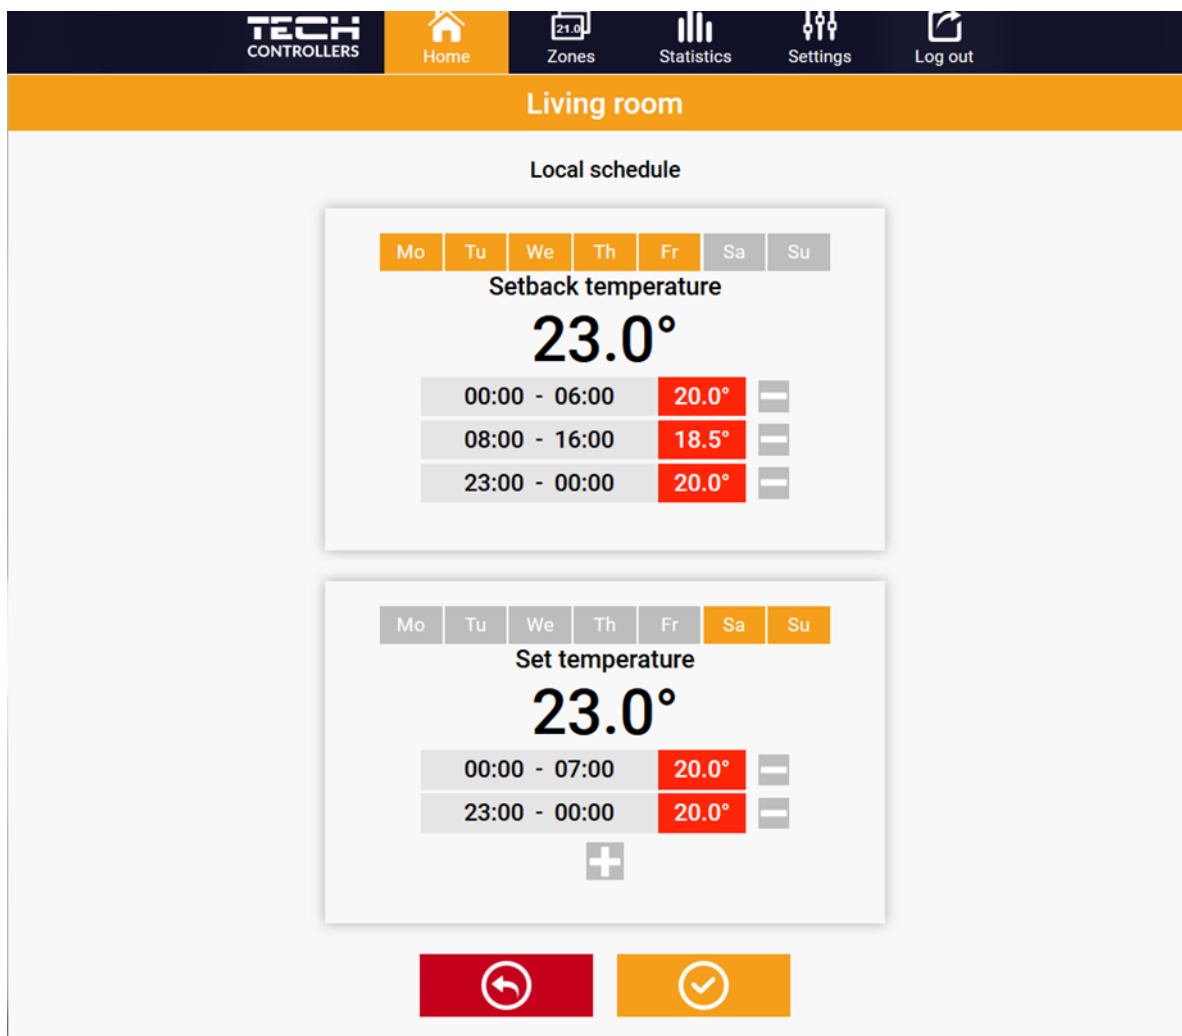 TECH
CONTROLLERS
Home
21.0
Zones
Statistics
Settings
Log out
Living room
Local schedule
Mo Tu We Th Fr Sa Su
Setback temperature
23.0°
00:00 - 06:00 20.0°
08:00 - 16:00 18.5°
23:00 - 00:00 20.0°
Mo Tu We Th Fr Sa Su
Set temperature
23.0°
00:00 - 07:00 20.0°
23:00 - 00:00 20.0°